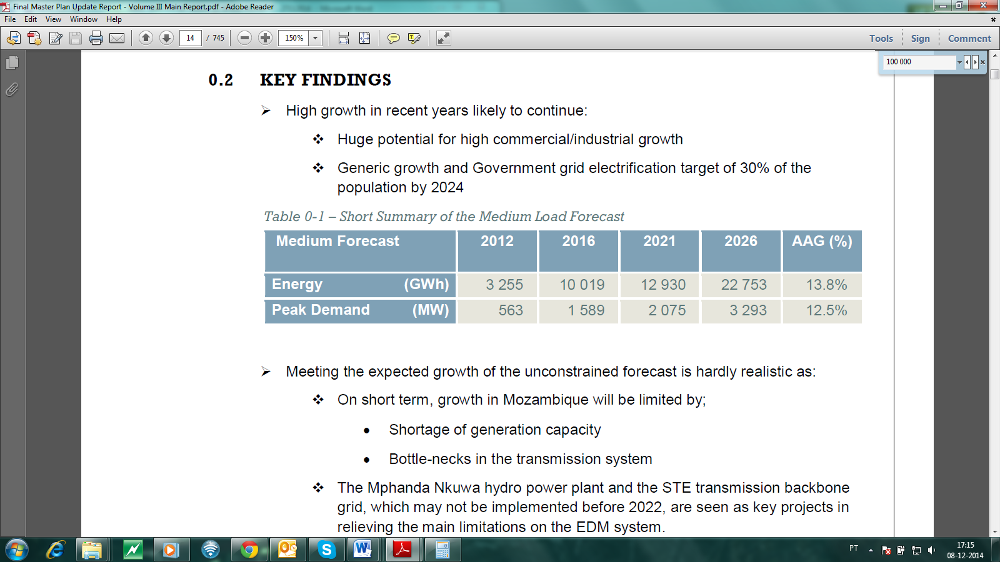 Final Master Plan Update Report - Volume III Main Report.pdf - Adobe Reader
File Edit View Window Help
14 / 745 150% Tools Sign Comment
100 000
0.2 KEY FINDINGS
High growth in recent years likely to continue:
Huge potential for high commercial/industrial growth
Generic growth and Government grid electrification target of 30% of the
population by 2024
Table 0-1 – Short Summary of the Medium Load Forecast
Medium Forecast 2012 2016 2021 2026 AAG (%)
Energy (GWh) 3 255 10 019 12 930 22 753 13.8%
Peak Demand (MW) 563 1 589 2 075 3 293 12.5%
Meeting the expected growth of the unconstrained forecast is hardly realistic as:
On short term, growth in Mozambique will be limited by;
Shortage of generation capacity
Bottle-necks in the transmission system
The Mphanda Nkuwa hydro power plant and the STE transmission backbone
grid, which may not be implemented before 2022, are seen as key projects in
relieving the main limitations on the EDM system.
PT 17:15
08-12-2014